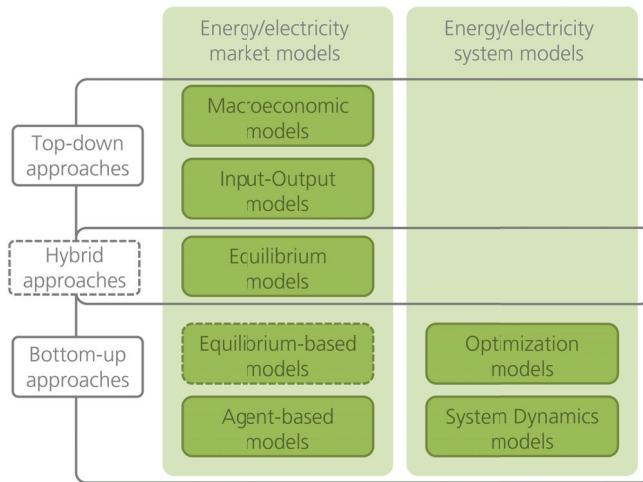 Energy/electricity
market models
Energy/electricity
system models
Top-down
approaches
Macroeconomic
models
Input-Output
models
Hybrid
approaches
Equilibrium
models
Bottom-up
approaches
Equilibrium-based
models
Optimization
models
Agent-based
models
System Dynamics
models